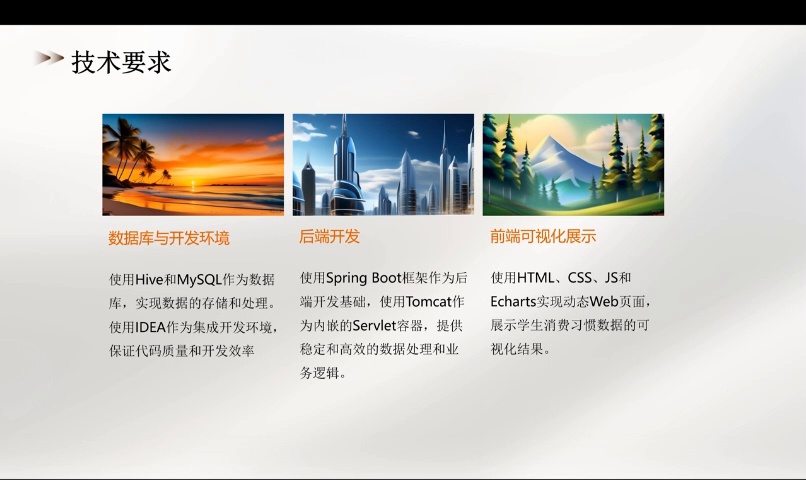 技术要求
数据库与开发环境
使用Hive和MySQL作为数据
库，实现数据的存储和处理。
使用IDEA作为集成开发环境，
保证代码质量和开发效率
后端开发
使用Spring Boot框架作为后
端开发基础，使用Tomcat作
为内嵌的Servlet容器，提供
稳定和高效的数据处理和业
务逻辑。
前端可视化展示
使用HTML、CSS、JS和
Echarts实现动态Web页面，
展示学生消费习惯数据的可
视化结果。